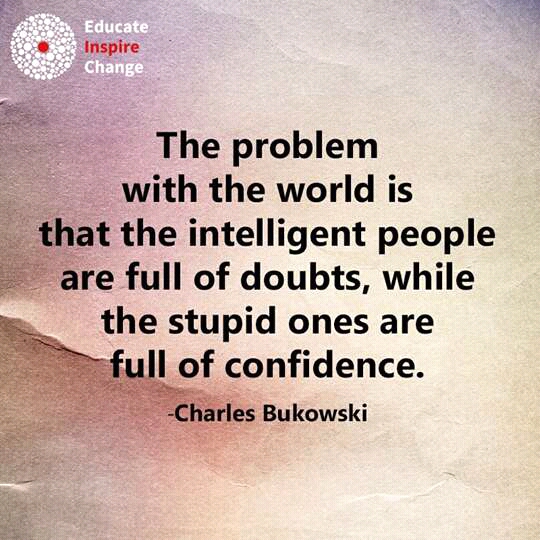 Educate
Inspire
Change
The problem
with the world is
that the intelligent people
are full of doubts, while
the stupid ones are
full of confidence.
-Charles Bukowski